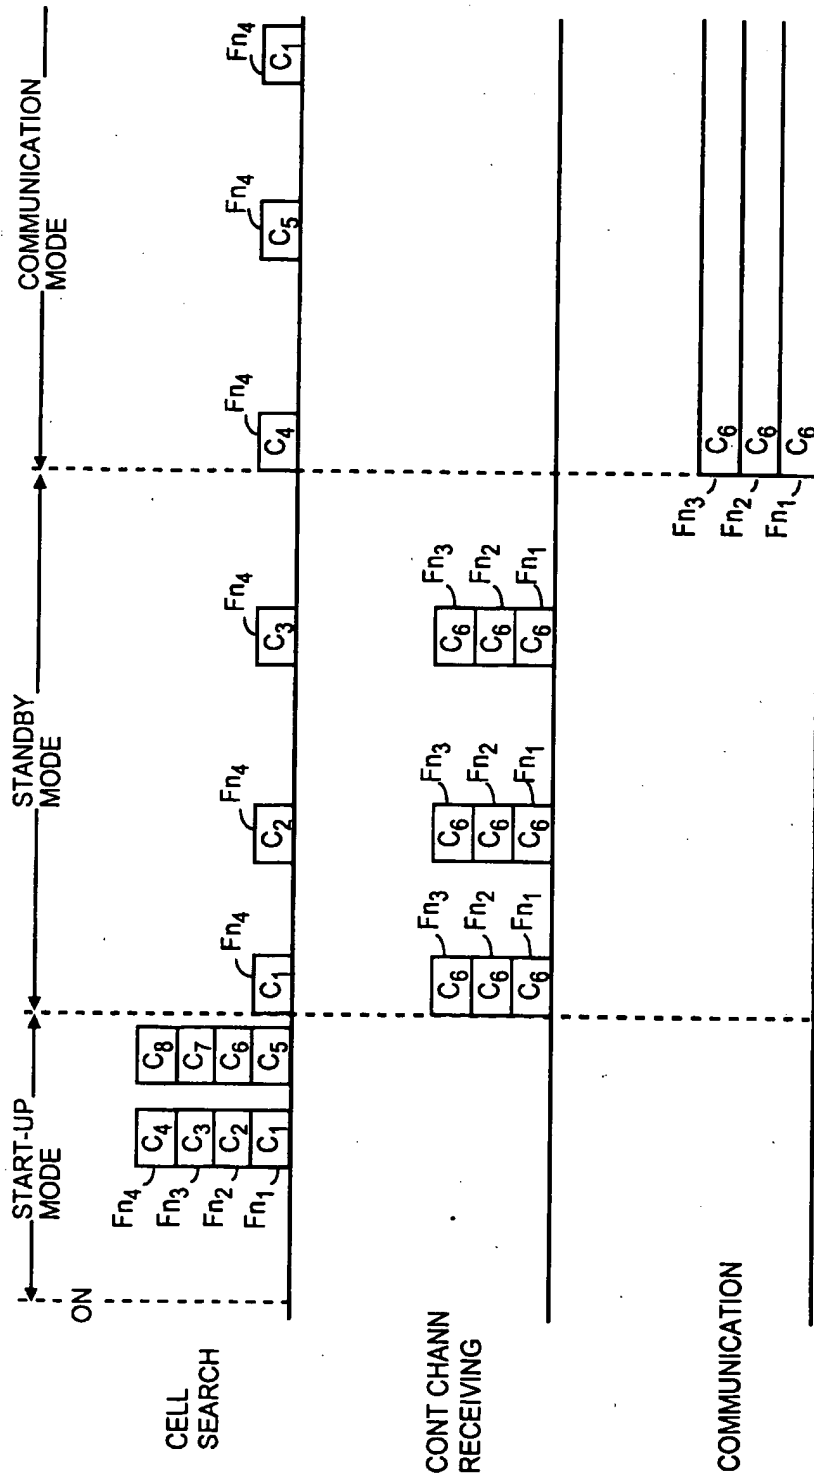 START-UP
MODE
STANDBY
MODE
COMMUNICATION
MODE
ON
CELL
SEARCH
Fn4
Fn3
Fn2
Fn1
C4
C3
C2
C1
C8
C7
C6
C5
Fn4
C1
Fn4
C2
Fn4
C3
Fn4
C4
Fn4
C5
Fn4
C1
CONT CHANN
RECEIVING
Fn3
Fn2
Fn1
C6
C6
C6
Fn3
Fn2
Fn1
C6
C6
C6
Fn3
Fn2
Fn1
C6
C6
C6
COMMUNICATION
Fn3
Fn2
Fn1
C6
C6
C6